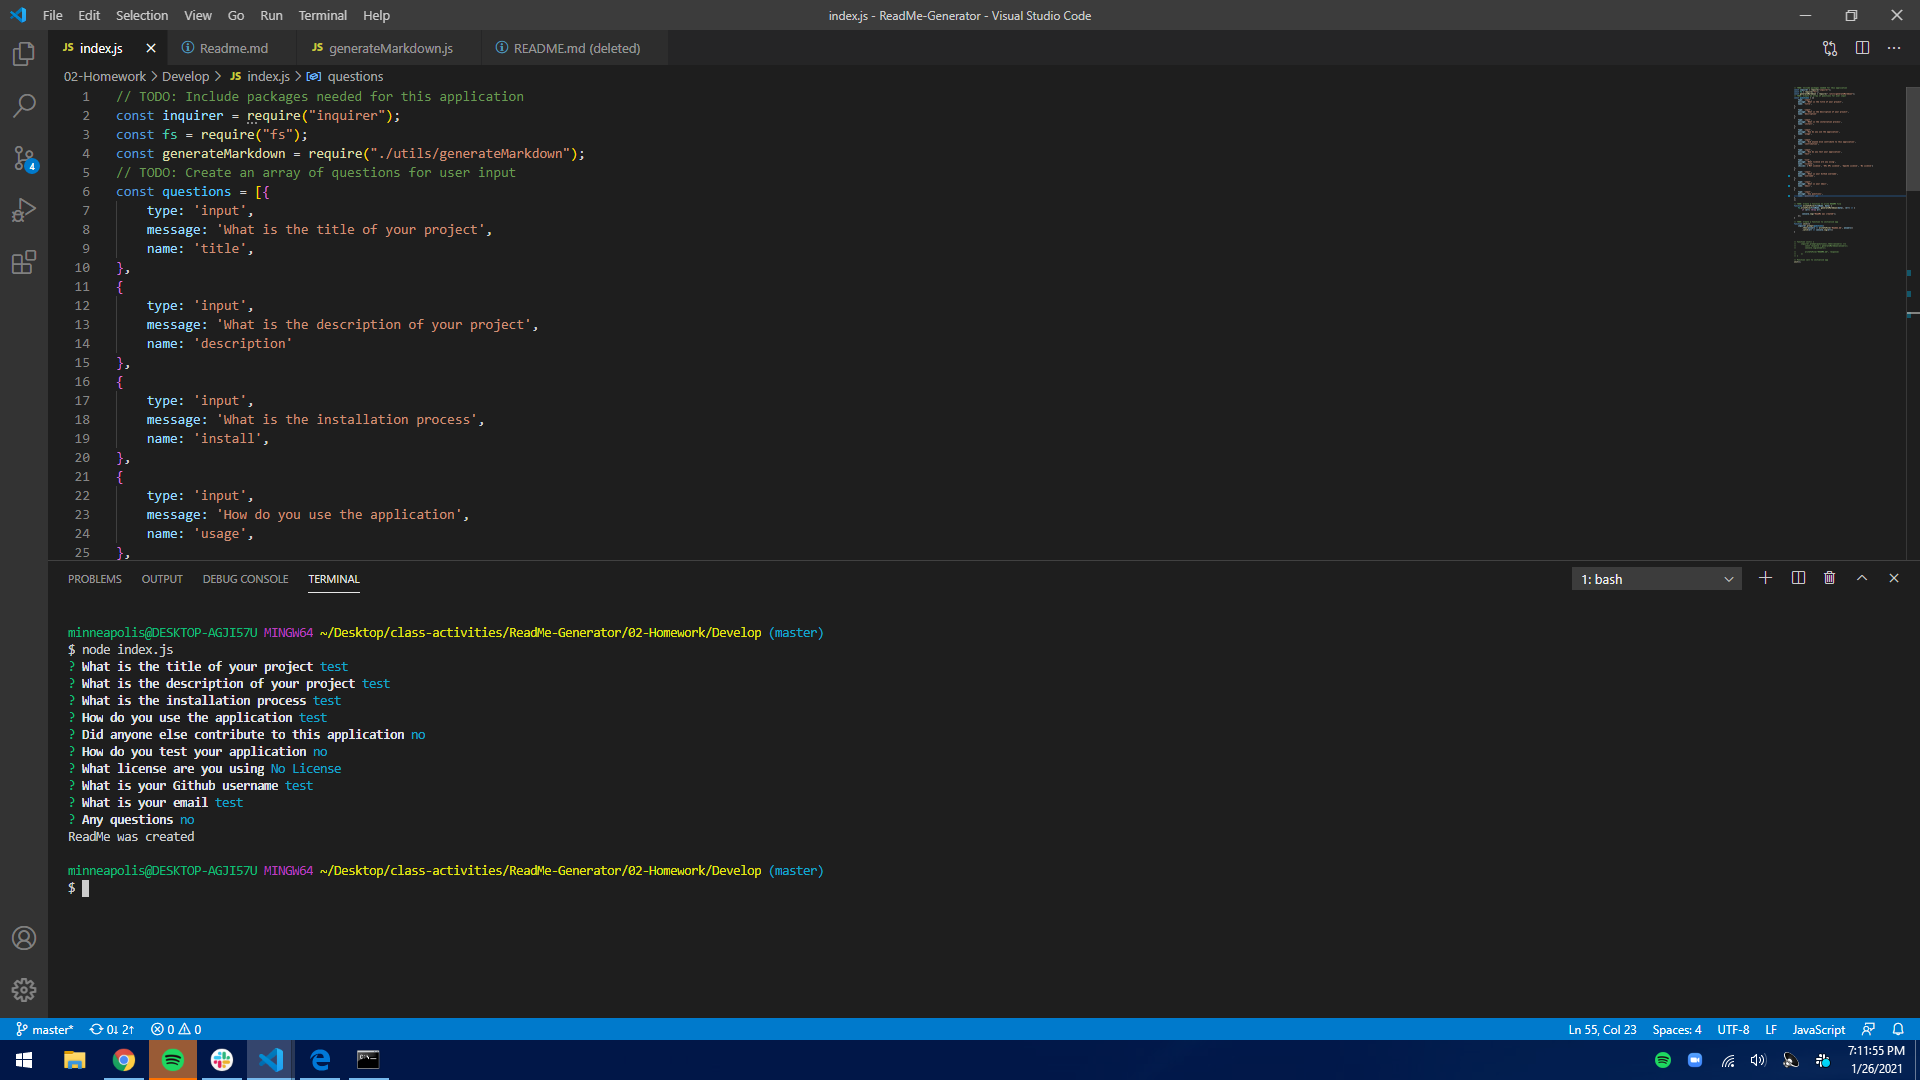 File Edit Selection View Go Run Terminal Help
index.js - ReadMe-Generator - Visual Studio Code
JS index.js
Readme.md
JS generateMarkdown.js
README.md (deleted)
02-Homework > Develop > JS index.js > questions
1 // TODO: Include packages needed for this application
2 const inquirer = require("inquirer");
3 const fs = require("fs");
4 const generateMarkdown = require("./utils/generateMarkdown");
5 // TODO: Create an array of questions for user input
6 const questions = [{
7 type: 'input',
8 message: 'What is the title of your project',
9 name: 'title',
10 },
11 {
12 type: 'input',
13 message: 'What is the description of your project',
14 name: 'description'
15 },
16 {
17 type: 'input',
18 message: 'What is the installation process',
19 name: 'install',
20 },
21 {
22 type: 'input',
23 message: 'How do you use the application',
24 name: 'usage',
25 },
4
PROBLEMS OUTPUT DEBUG CONSOLE TERMINAL
1: bash
minneapolis@DESKTOP-AGJI57U MINGW64 ~/Desktop/class-activities/ReadMe-Generator/02-Homework/Develop (master)
$ node index.js
? What is the title of your project test
? What is the description of your project test
? What is the installation process test
? How do you use the application test
? Did anyone else contribute to this application no
? How do you test your application no
? What license are you using No License
? What is your Github username test
? What is your email test
? Any questions no
ReadMe was created
minneapolis@DESKTOP-AGJI57U MINGW64 ~/Desktop/class-activities/ReadMe-Generator/02-Homework/Develop (master)
$
master* 0↓ 2↑ 0 0
Ln 55, Col 23 Spaces: 4 UTF-8 LF JavaScript
7:11:55 PM
1/26/2021